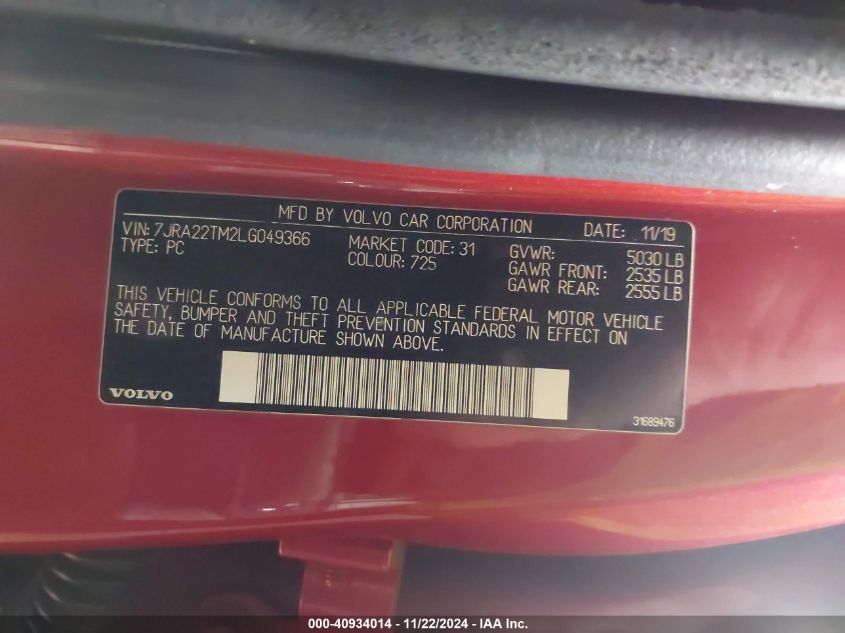 MFD BY VOLVO CAR CORPORATION DATE: 11/19
VIN: 7JRA22TM2LG049366 MARKET CODE: 31 GVWR: 5030 LB
TYPE: PC COLOUR: 725 GAWR FRONT: 2535 LB
GAWR REAR: 2555 LB
THIS VEHICLE CONFORMS TO ALL APPLICABLE FEDERAL MOTOR VEHICLE
SAFETY, BUMPER AND THEFT PREVENTION STANDARDS IN EFFECT ON
THE DATE OF MANUFACTURE SHOWN ABOVE.
VOLVO
31689476
000-40934014 - 11/22/2024 - IAA Inc.